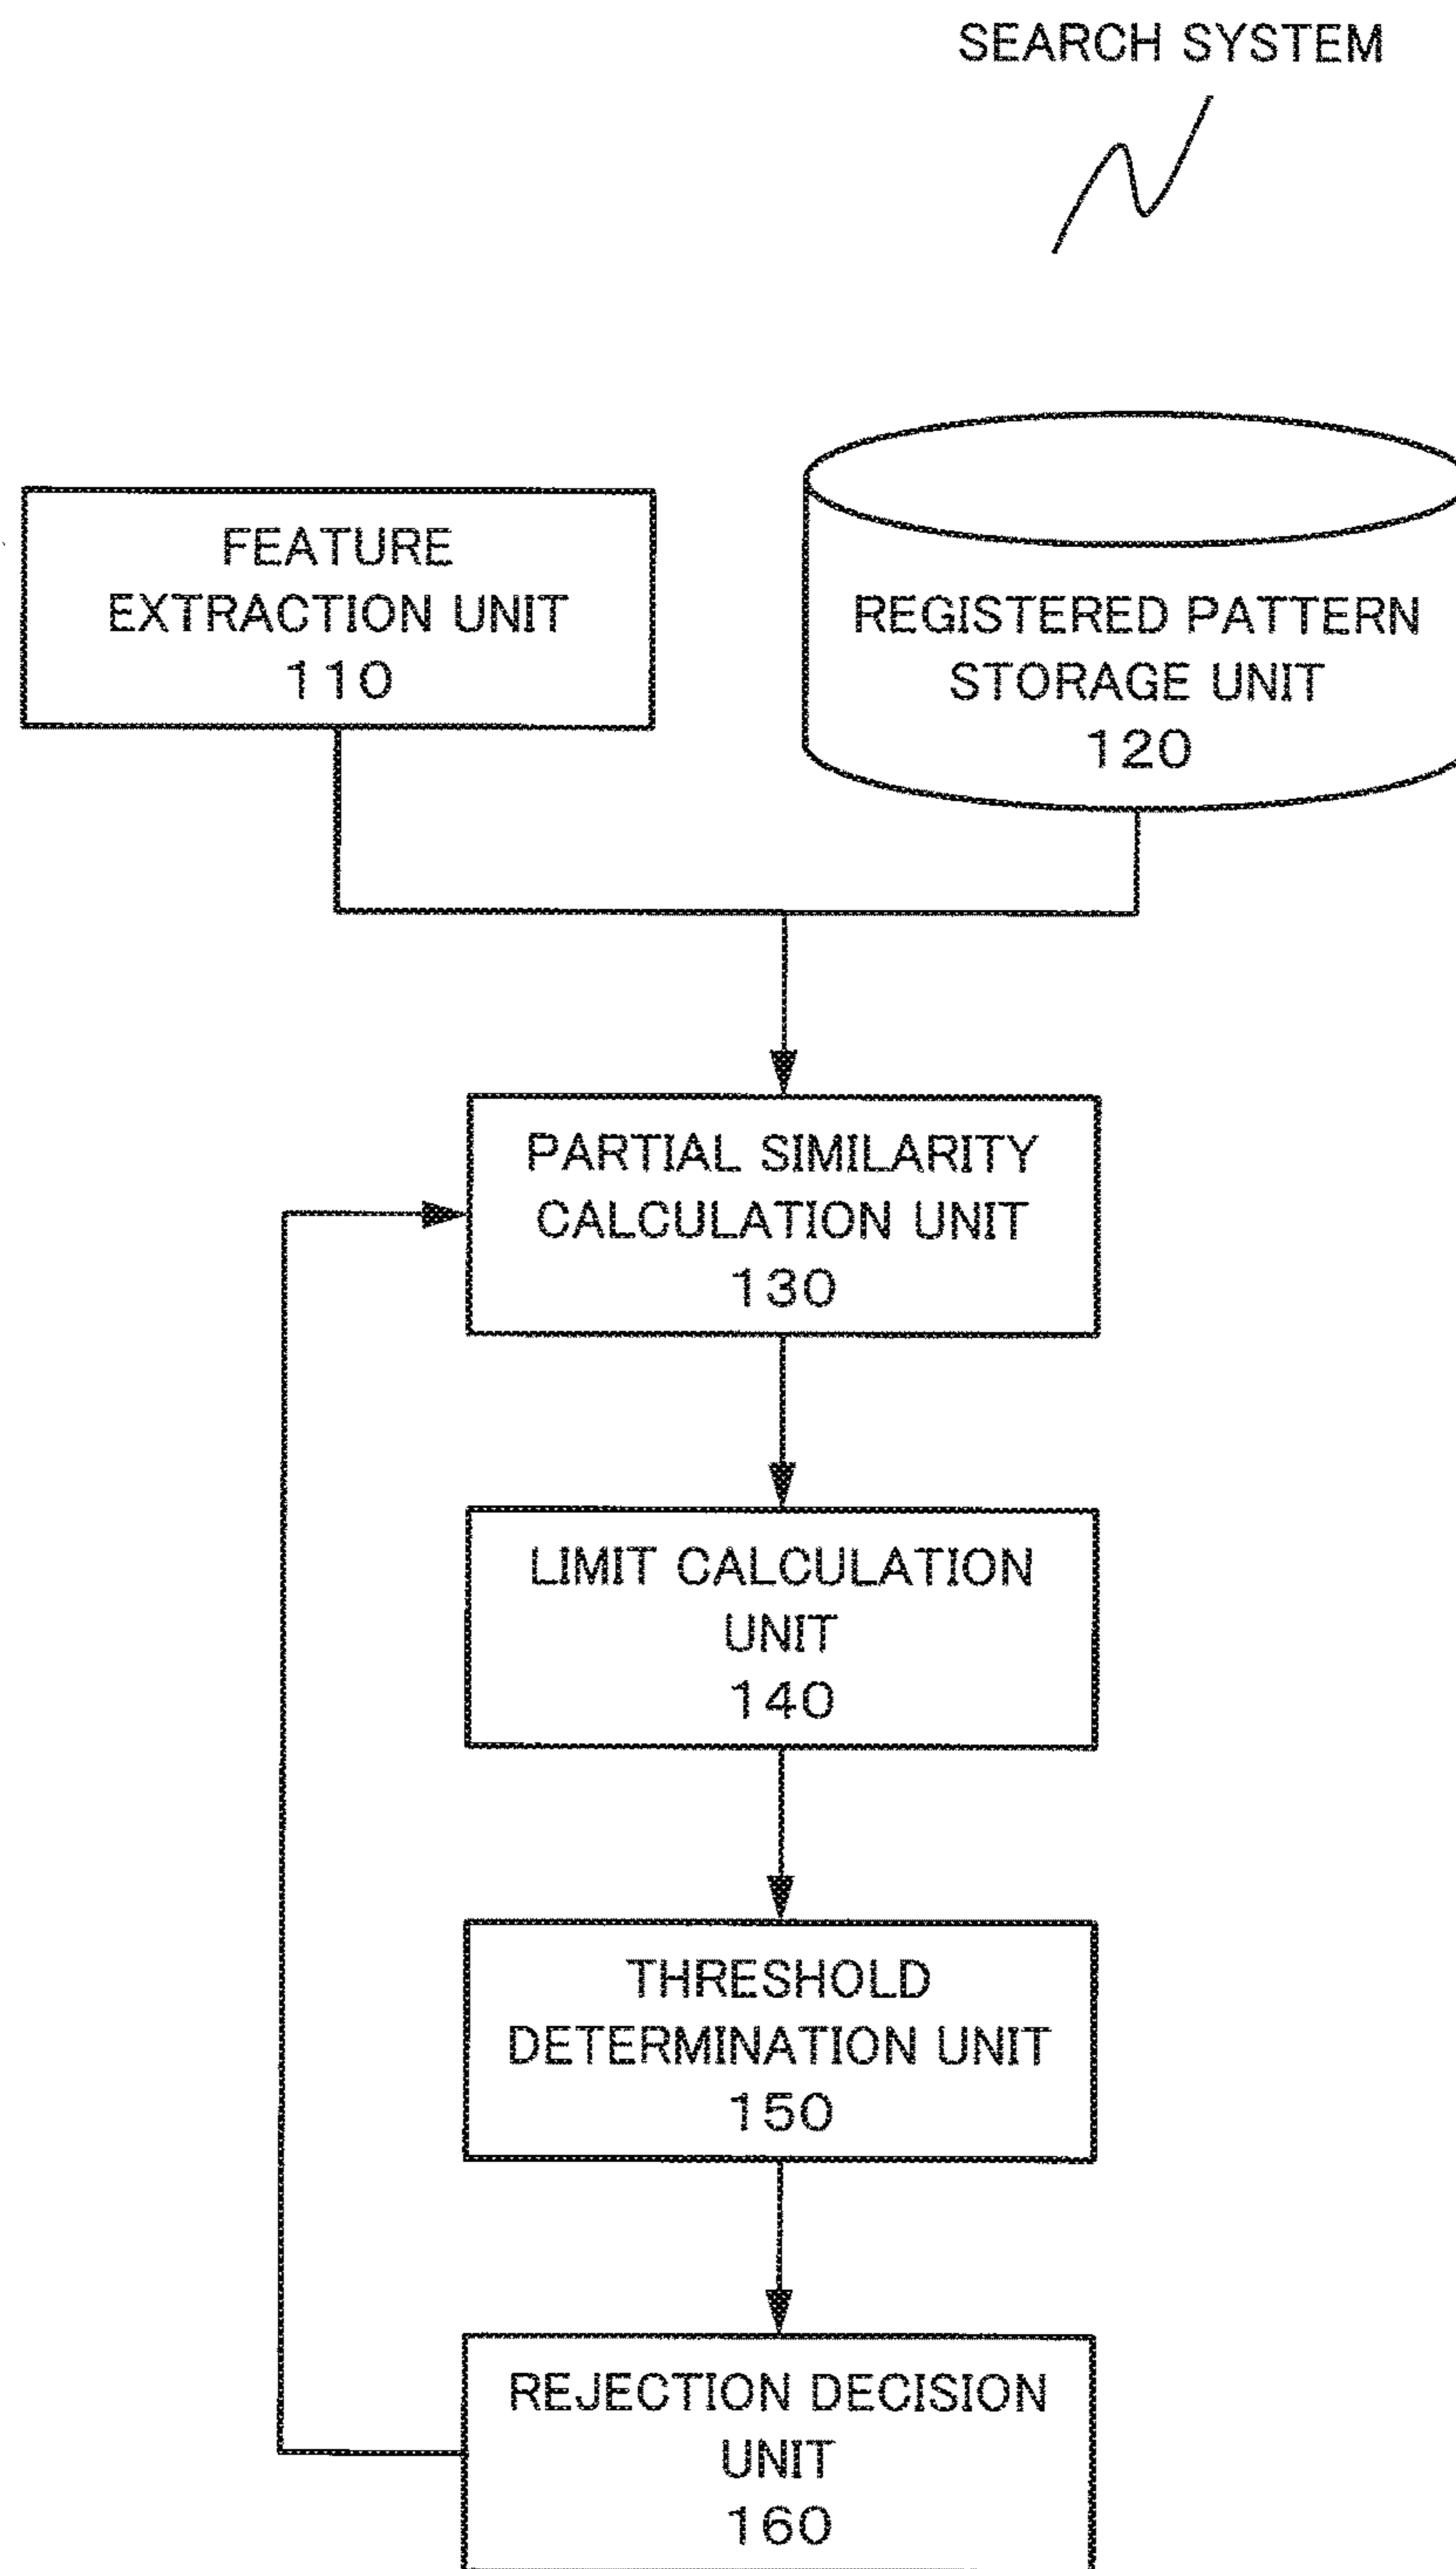 SEARCH SYSTEM
FEATURE
EXTRACTION UNIT
110
REGISTERED PATTERN
STORAGE UNIT
120
PARTIAL SIMILARITY
CALCULATION UNIT
130
LIMIT CALCULATION
UNIT
140
THRESHOLD
DETERMINATION UNIT
150
REJECTION DECISION
UNIT
160